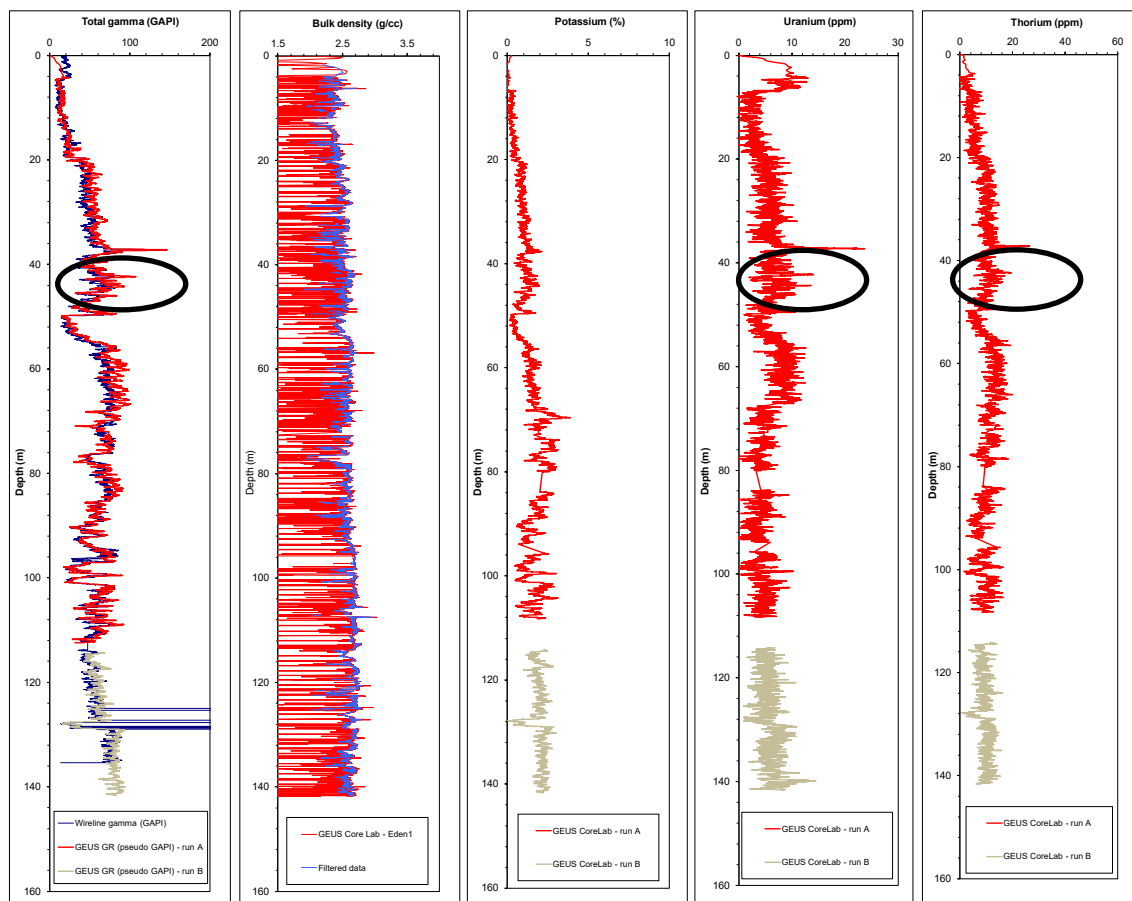 Total gamma (GAPI)
0 100 200
0
20
40
60
80
100
120
140
160
Depth (m)
Wireline gamma (GAPI)
GEUS GR (pseudo GAPI) - run A
GEUS GR (pseudo GAPI) - run B
Bulk density (g/cc)
1.5 2.5 3.5
0
20
40
60
80
100
120
140
160
Depth (m)
GEUS Core Lab - Eden1
Filtered data
Potassium (%)
0 5 10
0
20
40
60
80
100
120
140
160
Depth (m)
GEUS CoreLab - run A
GEUS CoreLab - run B
Uranium (ppm)
0 10 20 30
0
20
40
60
80
100
120
140
160
Depth (m)
GEUS CoreLab - run A
GEUS CoreLab - run B
Thorium (ppm)
0 20 40 60
0
20
40
60
80
100
120
140
160
Depth (m)
GEUS CoreLab - run A
GEUS CoreLab - run B